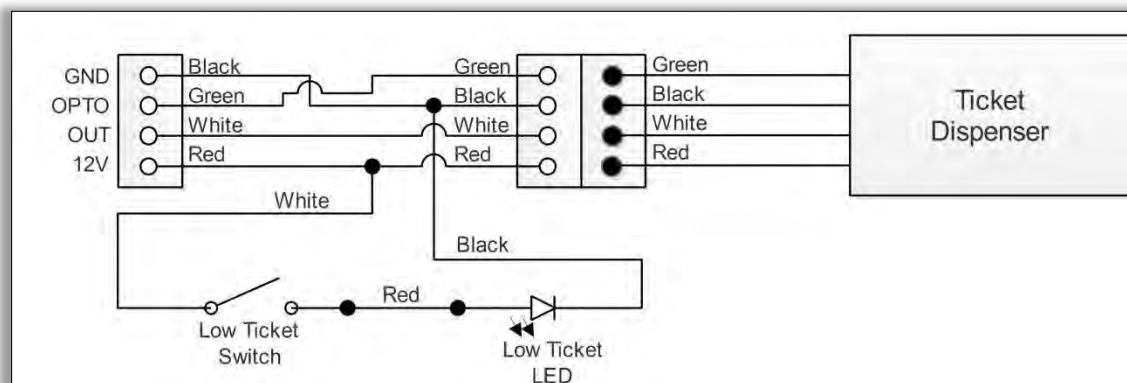 GND Black Green Green
OPTO Green Black Black
OUT White White White
12V Red Red Red
Ticket
Dispenser
White
Black
Red
Low Ticket
Switch
Low Ticket
LED